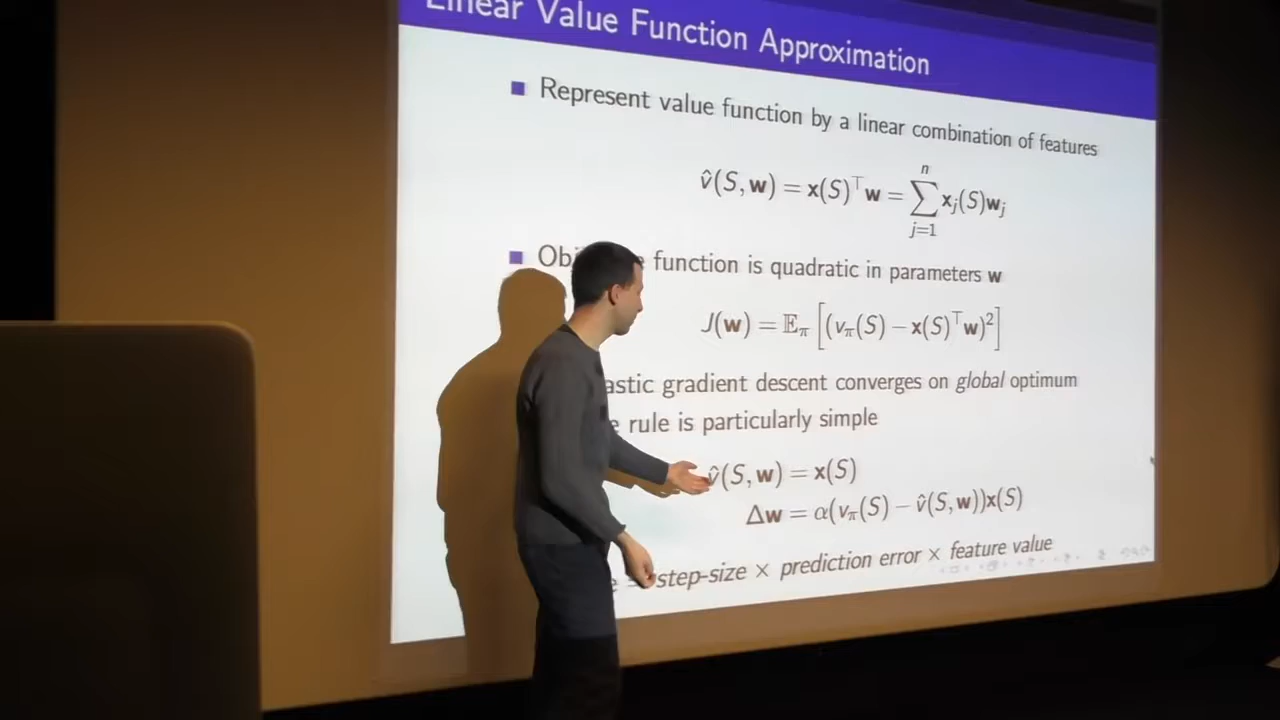 Linear Value Function Approximation
Represent value function by a linear combination of features
v̂(S, w) = x(S)⊤w = ∑ⁿⱼ₌₁ xⱼ(S)wⱼ
function is quadratic in parameters w
J(w) = 𝔼π [(vπ(S) − x(S)⊤w)²]
gradient descent converges on global optimum
rule is particularly simple
v̂(S, w) = x(S)
Δw = α(vπ(S) − v̂(S, w))x(S)
step-size × prediction error × feature value